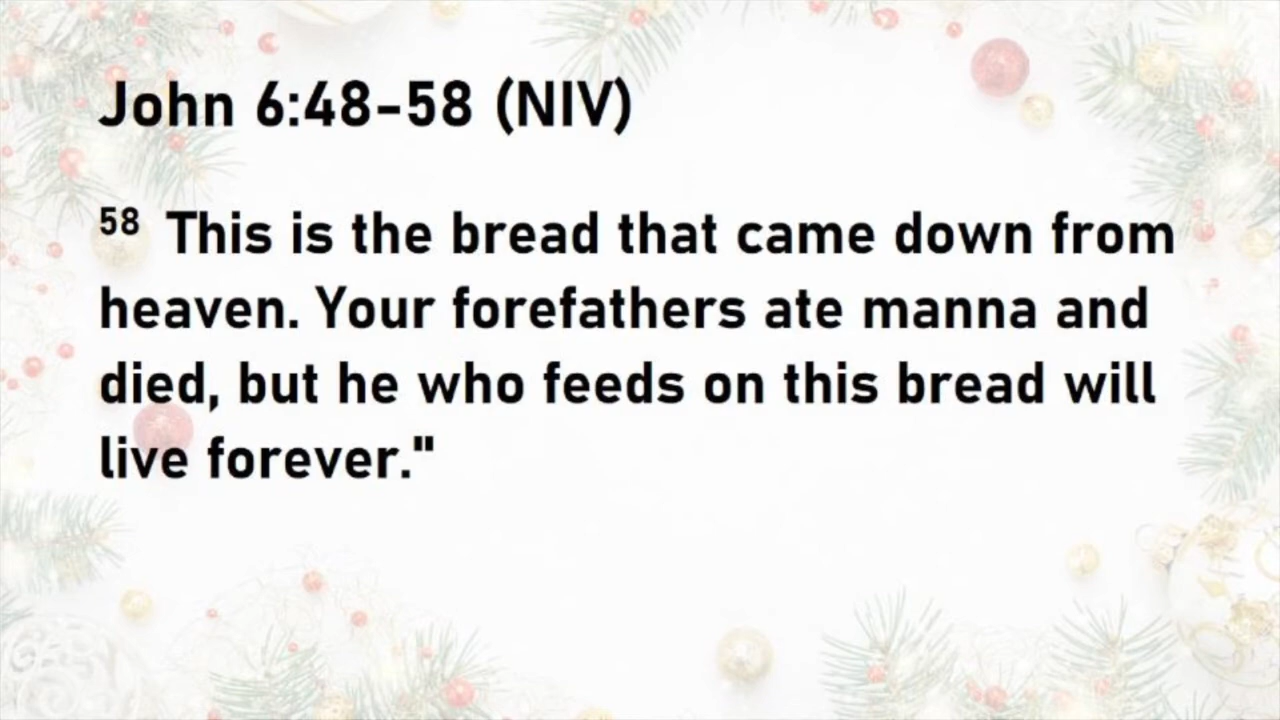 John 6:48-58 (NIV)
58 This is the bread that came down from
heaven. Your forefathers ate manna and
died, but he who feeds on this bread will
live forever."